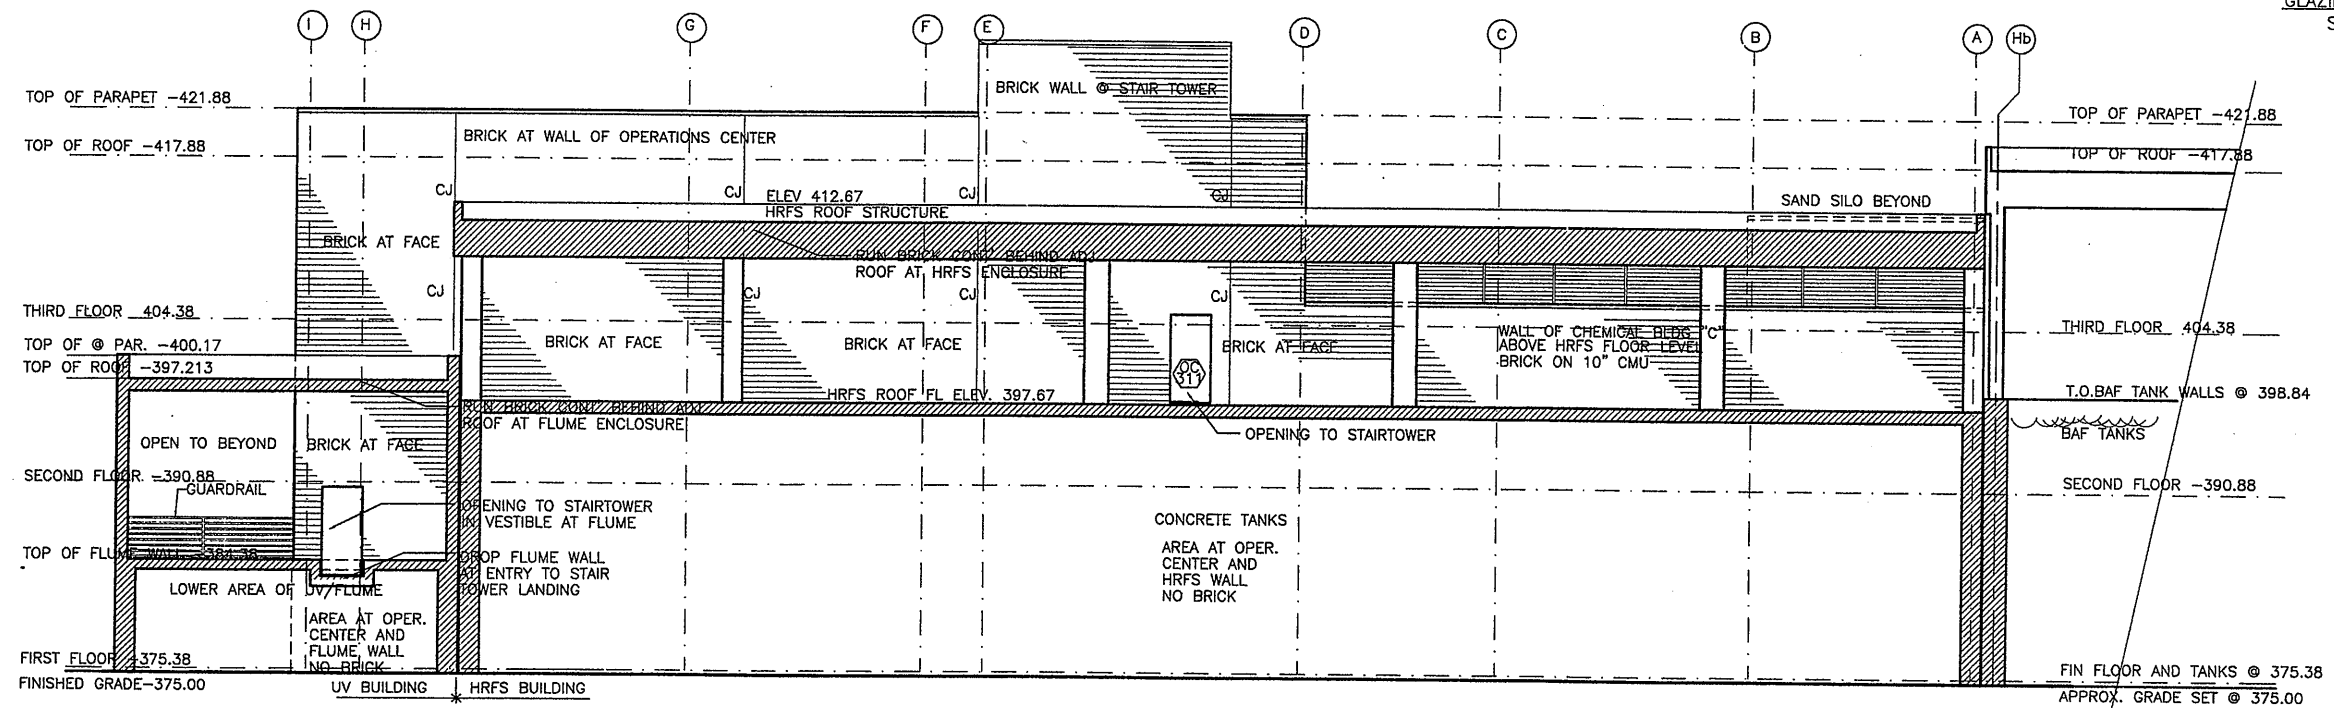 GLAZI
S
I
H
G
F
E
D
C
B
A
Hb
BRICK WALL @ STAIR TOWER
TOP OF PARAPET -421.88
TOP OF PARAPET -421.88
BRICK AT WALL OF OPERATIONS CENTER
TOP OF ROOF -417.88
TOP OF ROOF -417.88
CJ
CJ
CJ
CJ
ELEV 412.67
HRFS ROOF STRUCTURE
SAND SILO BEYOND
BRICK AT FACE
RUN BRICK CONT. BEHIND ADJ
ROOF AT HRFS ENCLOSURE
CJ
CJ
CJ
CJ
THIRD FLOOR 404.38
THIRD FLOOR 404.38
WALL OF CHEMICAL BLDG "C"
ABOVE HRFS FLOOR LEVEL
BRICK ON 10" CMU
BRICK AT FACE
BRICK AT FACE
BRICK AT FACE
TOP OF @ PAR. -400.17
TOP OF ROOF -397.213
OC
311
HRFS ROOF FL ELEV. 397.67
T.O.BAF TANK WALLS @ 398.84
RUN BRICK CONT. BEHIND ADJ
ROOF AT FLUME ENCLOSURE
OPENING TO STAIRTOWER
BAF TANKS
OPEN TO BEYOND
BRICK AT FACE
SECOND FLOOR -390.88
SECOND FLOOR -390.88
GUARDRAIL
OPENING TO STAIRTOWER
IN VESTIBLE AT FLUME
CONCRETE TANKS
AREA AT OPER.
CENTER AND
HRFS WALL
NO BRICK
TOP OF FLUME WALL -384.38
DROP FLUME WALL
AT ENTRY TO STAIR
TOWER LANDING
LOWER AREA OF UV/FLUME
AREA AT OPER.
CENTER AND
FLUME WALL
NO BRICK
FIRST FLOOR -375.38
FINISHED GRADE-375.00
UV BUILDING
HRFS BUILDING
FIN FLOOR AND TANKS @ 375.38
APPROX. GRADE SET @ 375.00